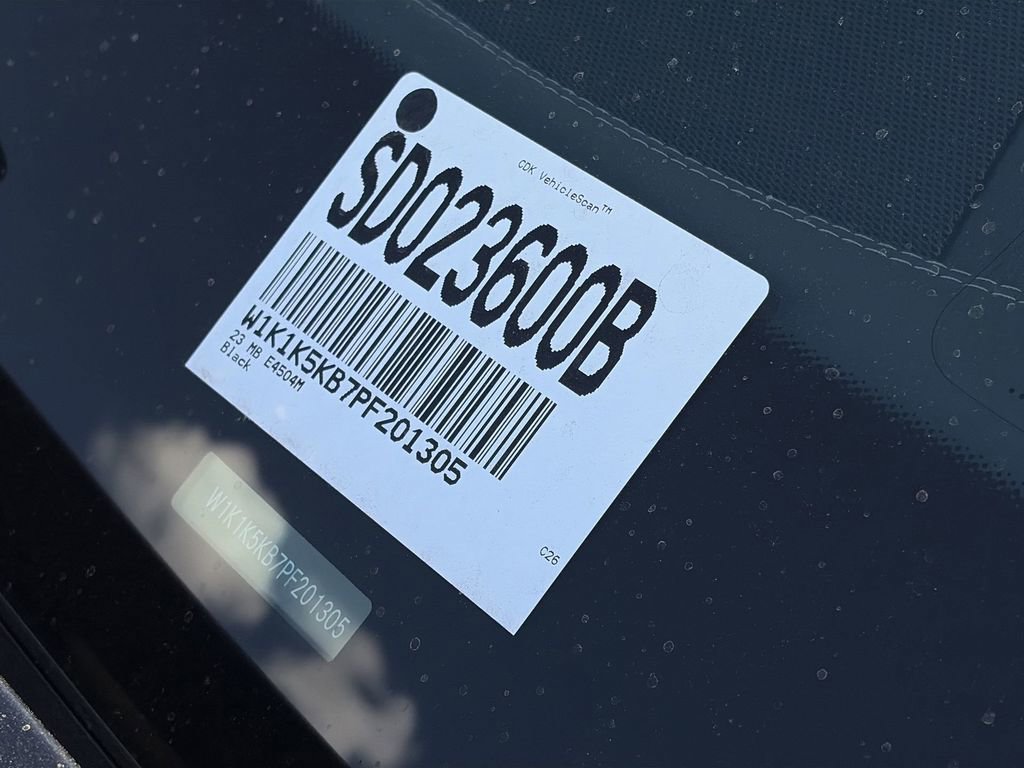 CDK VehicleScan™
SD023600B
W1K1K5KB7PF201305
23 MB E4504M
Black
C26
W1K1K5KB7PF201305